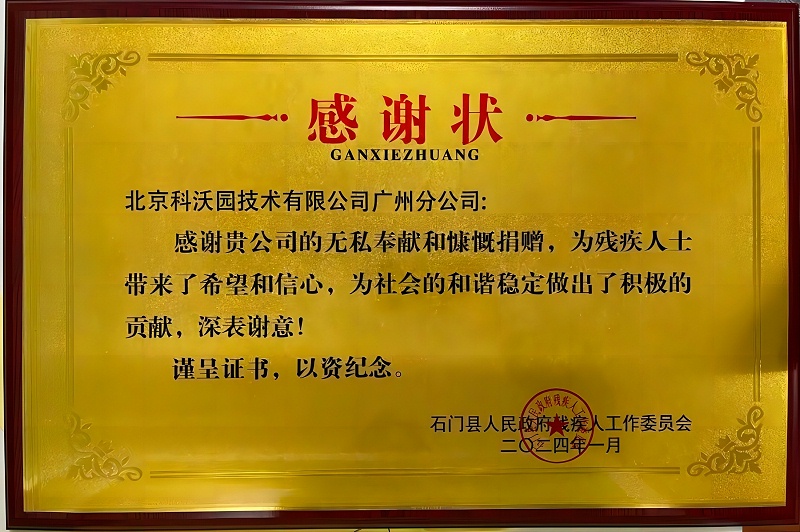 感谢状
GANXIEZHUANG
北京科沃园技术有限公司广州分公司:
感谢贵公司的无私奉献和慷慨捐赠，为残疾人士
带来了希望和信心，为社会的和谐稳定做出了积极的
贡献，深表谢意！
谨呈证书，以资纪念。
石门县人民政府残疾人工作委员会
二〇二四年一月